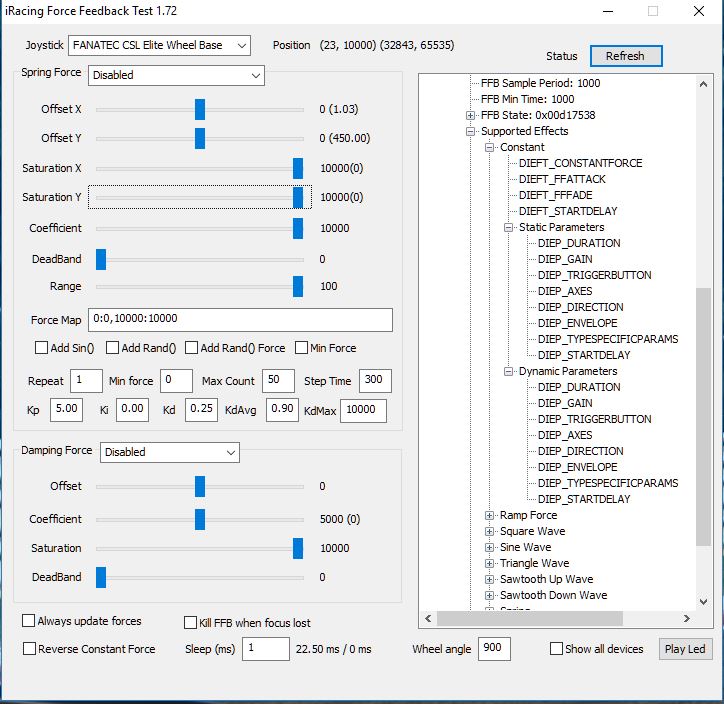 iRacing Force Feedback Test 1.72
Joystick FANATEC CSL Elite Wheel Base Position (23, 10000) (32843, 65535)
Status Refresh
Spring Force Disabled
Offset X 0 (1.03)
Offset Y 0 (450.00)
Saturation X 10000(0)
Saturation Y 10000(0)
Coefficient 10000
DeadBand 0
Range 100
Force Map 0:0,10000:10000
Add Sin() Add Rand() Add Rand() Force Min Force
Repeat 1 Min force 0 Max Count 50 Step Time 300
Kp 5.00 Ki 0.00 Kd 0.25 KdAvg 0.90 KdMax 10000
Damping Force Disabled
Offset 0
Coefficient 5000 (0)
Saturation 10000
DeadBand 0
FFB Sample Period: 1000
FFB Min Time: 1000
FFB State: 0x00d17538
Supported Effects
Constant
DIEFT_CONSTANTFORCE
DIEFT_FFATTACK
DIEFT_FFFADE
DIEFT_STARTDELAY
Static Parameters
DIEP_DURATION
DIEP_GAIN
DIEP_TRIGGERBUTTON
DIEP_AXES
DIEP_DIRECTION
DIEP_ENVELOPE
DIEP_TYPESPECIFICPARAMS
DIEP_STARTDELAY
Dynamic Parameters
DIEP_DURATION
DIEP_GAIN
DIEP_TRIGGERBUTTON
DIEP_AXES
DIEP_DIRECTION
DIEP_ENVELOPE
DIEP_TYPESPECIFICPARAMS
DIEP_STARTDELAY
Ramp Force
Square Wave
Sine Wave
Triangle Wave
Sawtooth Up Wave
Sawtooth Down Wave
Always update forces Kill FFB when focus lost
Reverse Constant Force Sleep (ms) 1 22.50 ms / 0 ms Wheel angle 900 Show all devices Play Led